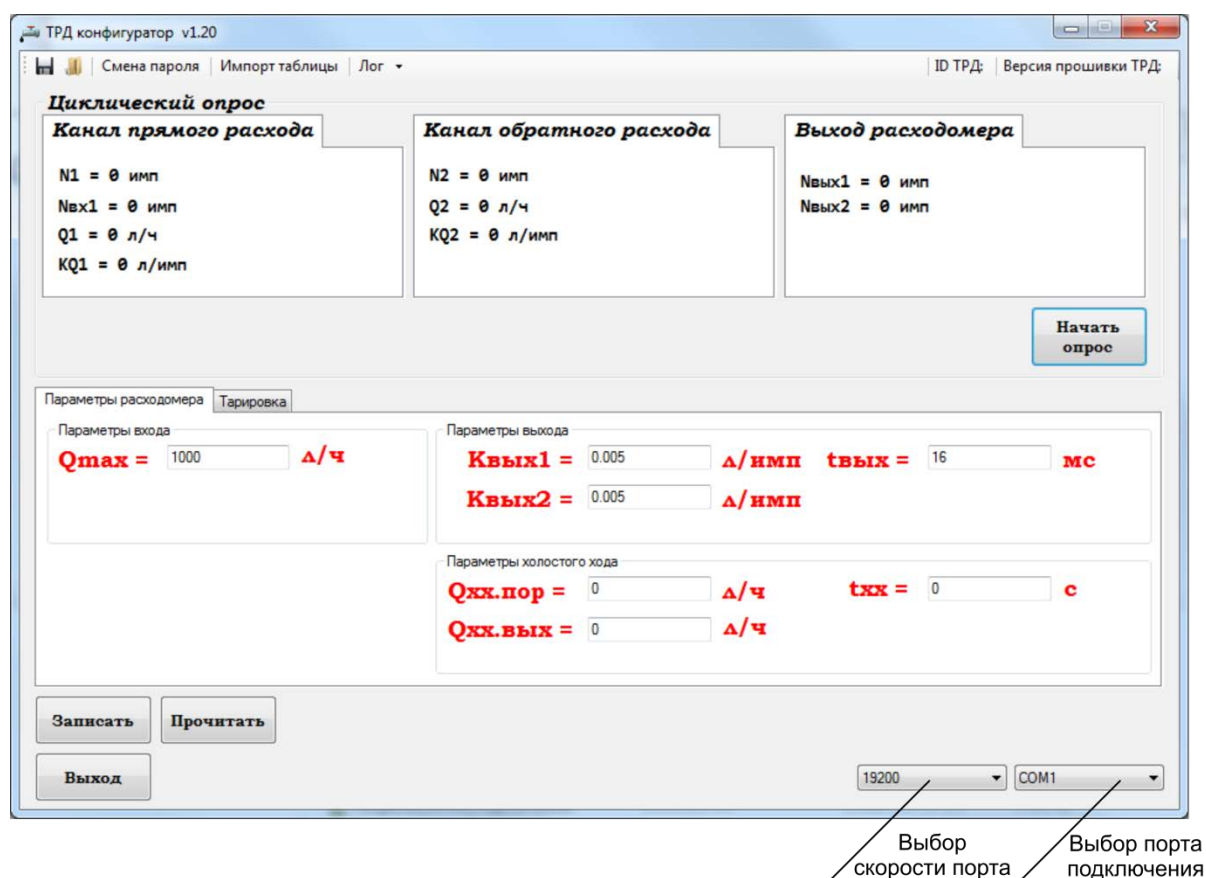 ТРД конфигуратор v1.20
Смена пароля Импорт таблицы Лог ID ТРД: Версия прошивки ТРД:
Циклический опрос
Канал прямого расхода
N1 = 0 имп
Nвх1 = 0 имп
Q1 = 0 л/ч
KQ1 = 0 л/имп
Канал обратного расхода
N2 = 0 имп
Q2 = 0 л/ч
KQ2 = 0 л/имп
Выход расходомера
Nвых1 = 0 имп
Nвых2 = 0 имп
Начать
опрос
Параметры расходомера Тарировка
Параметры входа
Qmax = 1000 л/ч
Параметры выхода
Kвых1 = 0.005 л/имп tвых = 16 мс
Kвых2 = 0.005 л/имп
Параметры холостого хода
Qхх.пор = 0 л/ч tхх = 0 с
Qхх.вых = 0 л/ч
Записать Прочитать
Выход
19200 COM1
Выбор
скорости порта
Выбор порта
подключения